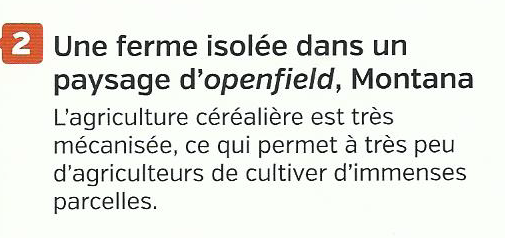 2 Une ferme isolée dans un
paysage d'openfield, Montana
L'agriculture céréalière est très
mécanisée, ce qui permet à très peu
d'agriculteurs de cultiver d'immenses
parcelles.